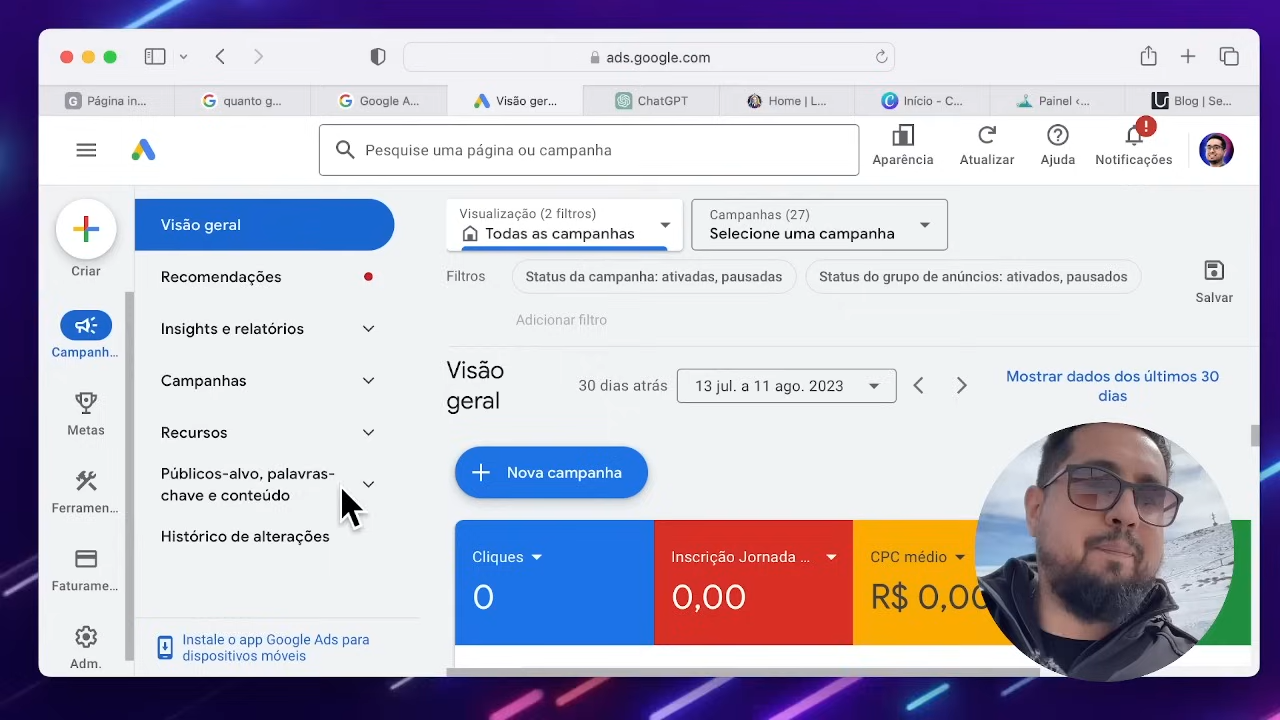 ads.google.com
Página in...
quanto g...
Google A...
Visão ger...
ChatGPT
Home | L...
Início - C...
Painel ‹...
Blog | Se...
Pesquise uma página ou campanha
Aparência
Atualizar
Ajuda
Notificações
Criar
Campanh...
Metas
Ferramen...
Faturame...
Adm.
Visão geral
Recomendações
Insights e relatórios
Campanhas
Recursos
Públicos-alvo, palavras-
chave e conteúdo
Histórico de alterações
Instale o app Google Ads para
dispositivos móveis
Visualização (2 filtros)
Todas as campanhas
Campanhas (27)
Selecione uma campanha
Filtros
Status da campanha: ativadas, pausadas
Status do grupo de anúncios: ativados, pausados
Adicionar filtro
Salvar
Visão
geral
30 dias atrás
13 jul. a 11 ago. 2023
Mostrar dados dos últimos 30
dias
Nova campanha
Cliques
0
Inscrição Jornada ...
0,00
CPC médio
R$ 0,00